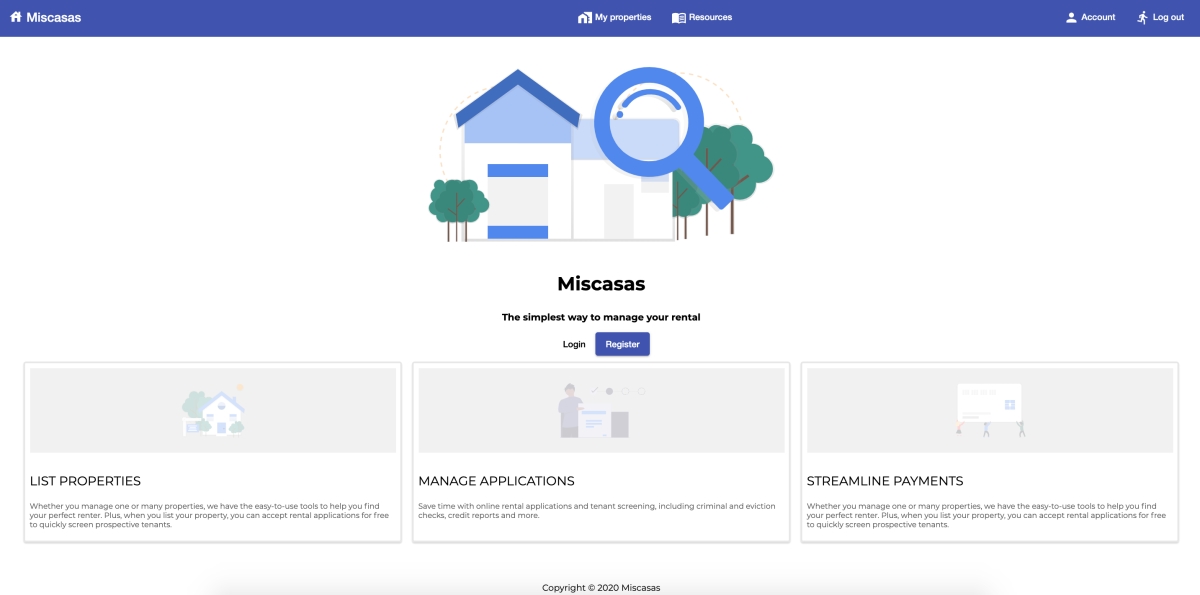 Miscasas
My properties
Resources
Account
Log out
Miscasas
The simplest way to manage your rental
Login
Register
LIST PROPERTIES
Whether you manage one or many properties, we have the easy-to-use tools to help you find
your perfect renter. Plus, when you list your property, you can accept rental applications for free
to quickly screen prospective tenants.
MANAGE APPLICATIONS
Save time with online rental applications and tenant screening, including criminal and eviction
checks, credit reports and more.
STREAMLINE PAYMENTS
Whether you manage one or many properties, we have the easy-to-use tools to help you find
your perfect renter. Plus, when you list your property, you can accept rental applications for free
to quickly screen prospective tenants.
Copyright © 2020 Miscasas